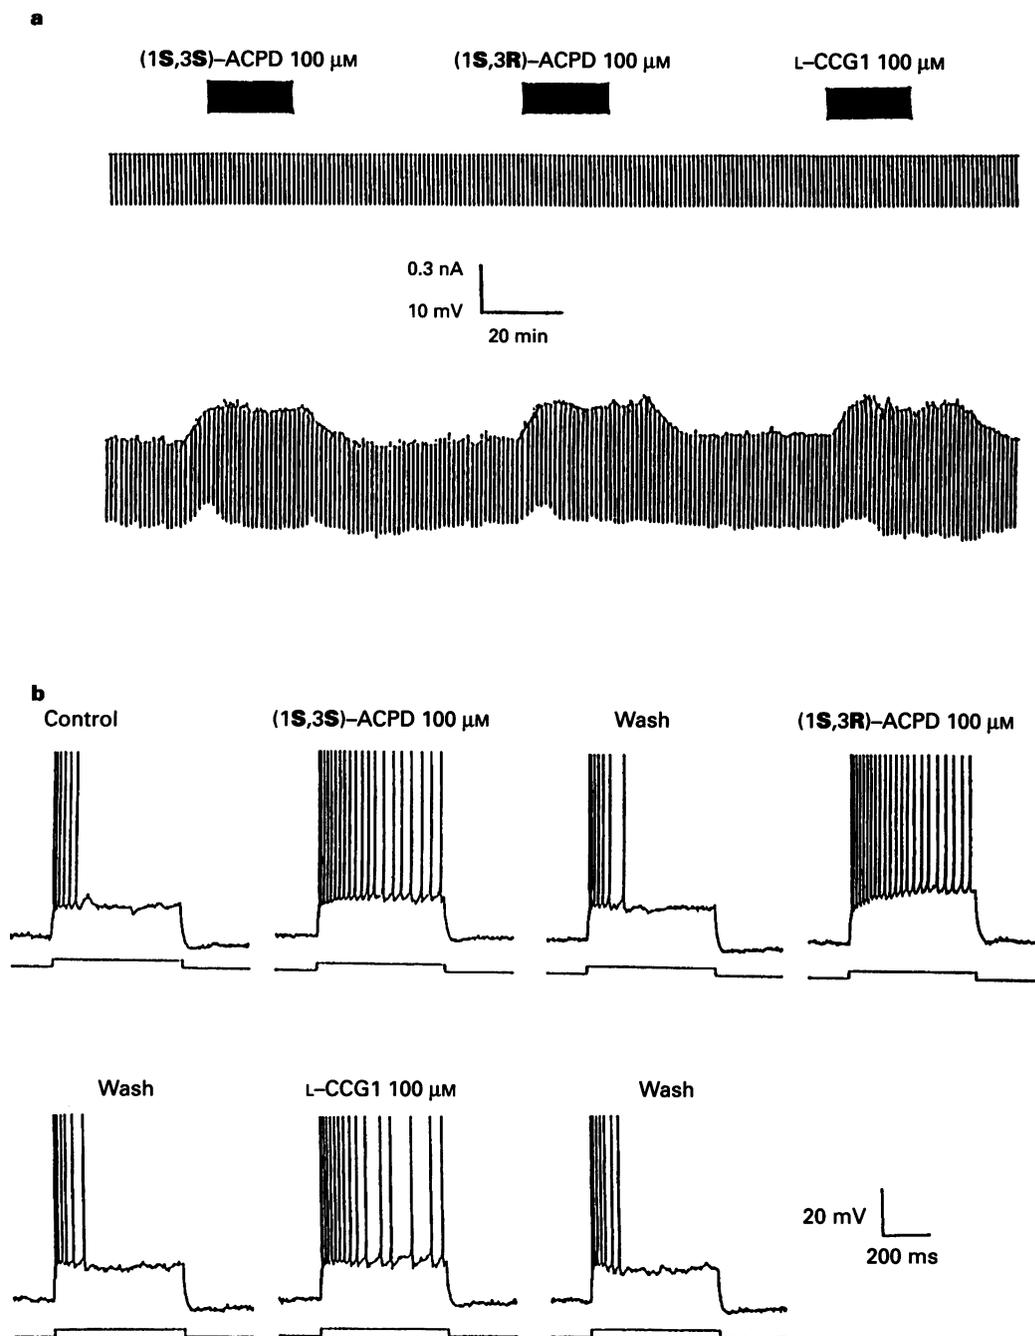 a
(1S,3S)–ACPD 100 μM
(1S,3R)–ACPD 100 μM
L–CCG1 100 μM
0.3 nA
10 mV
20 min
b
Control
(1S,3S)–ACPD 100 μM
Wash
(1S,3R)–ACPD 100 μM
Wash
L–CCG1 100 μM
Wash
20 mV
200 ms